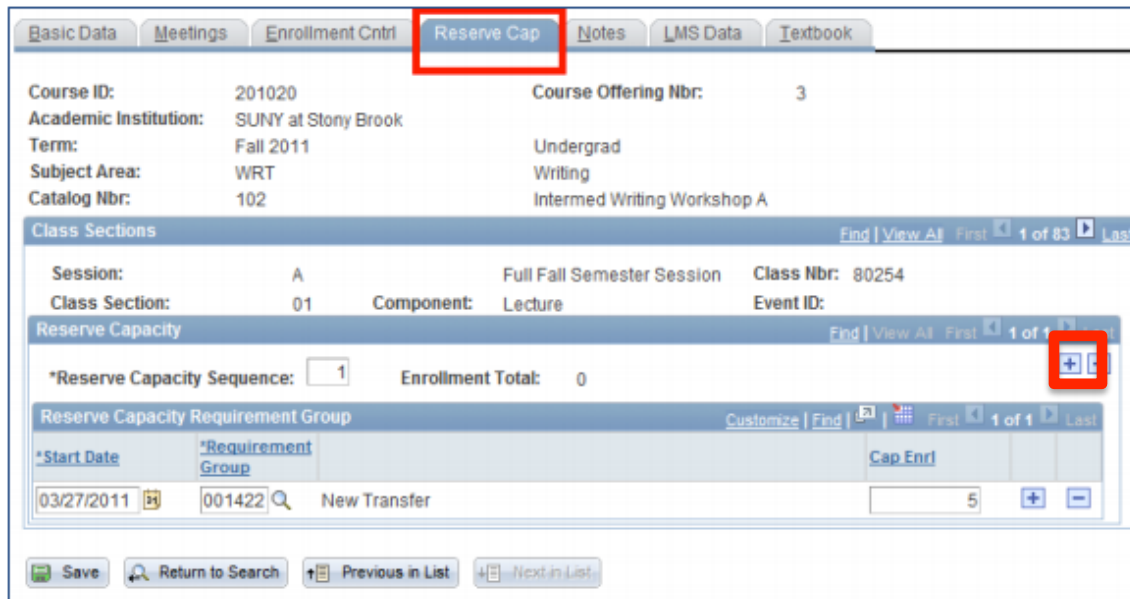 Basic Data Meetings Enrollment Cntrl Reserve Cap Notes LMS Data Textbook
Course ID: 201020 Course Offering Nbr: 3
Academic Institution: SUNY at Stony Brook
Term: Fall 2011 Undergrad
Subject Area: WRT Writing
Catalog Nbr: 102 Intermed Writing Workshop A
Class Sections Find | View All First 1 of 83 Last
Session: A Full Fall Semester Session Class Nbr: 80254
Class Section: 01 Component: Lecture Event ID:
Reserve Capacity Find | View All First 1 of 1 Last
*Reserve Capacity Sequence: 1 Enrollment Total: 0
Reserve Capacity Requirement Group Customize | Find | | First 1 of 1 Last
*Start Date *Requirement Group Cap Enrl
03/27/2011 001422 New Transfer 5
Save Return to Search Previous in List Next in List